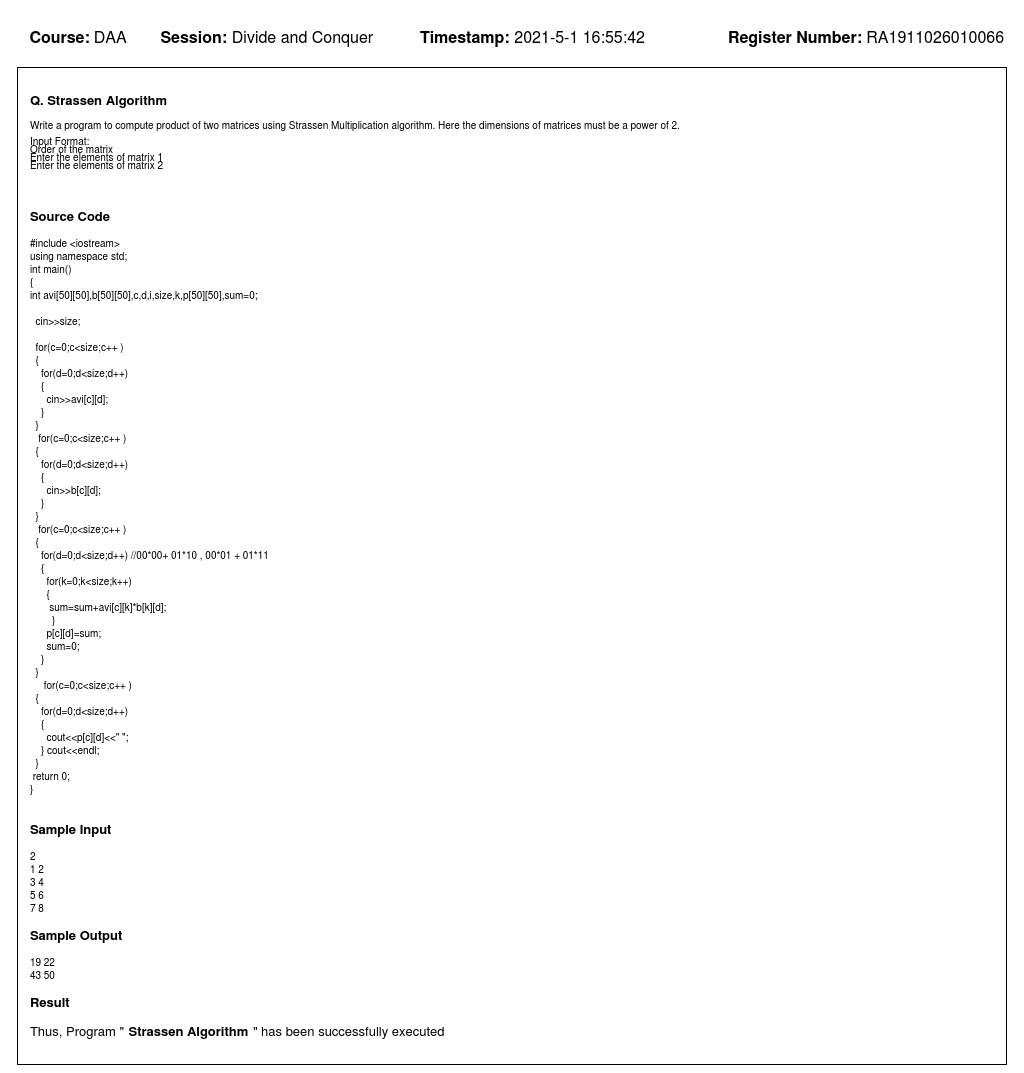 Course: DAA Session: Divide and Conquer Timestamp: 2021-5-1 16:55:42 Register Number: RA1911026010066
Q. Strassen Algorithm
Write a program to compute product of two matrices using Strassen Multiplication algorithm. Here the dimensions of matrices must be a power of 2.
Input Format:
Order of the matrix
Enter the elements of matrix 1
Enter the elements of matrix 2
Source Code
#include <iostream>
using namespace std;
int main()
{
int avi[50][50],b[50][50],c,d,i,size,k,p[50][50],sum=0;
cin>>size;
for(c=0;c<size;c++ )
{
for(d=0;d<size;d++)
{
cin>>avi[c][d];
}
}
for(c=0;c<size;c++ )
{
for(d=0;d<size;d++)
{
cin>>b[c][d];
}
}
for(c=0;c<size;c++ )
{
for(d=0;d<size;d++) //00*00+ 01*10 , 00*01 + 01*11
{
for(k=0;k<size;k++)
{
sum=sum+avi[c][k]*b[k][d];
}
p[c][d]=sum;
sum=0;
}
}
for(c=0;c<size;c++ )
{
for(d=0;d<size;d++)
{
cout<<p[c][d]<<" ";
} cout<<endl;
}
return 0;
}
Sample Input
2
1 2
3 4
5 6
7 8
Sample Output
19 22
43 50
Result
Thus, Program " Strassen Algorithm " has been successfully executed